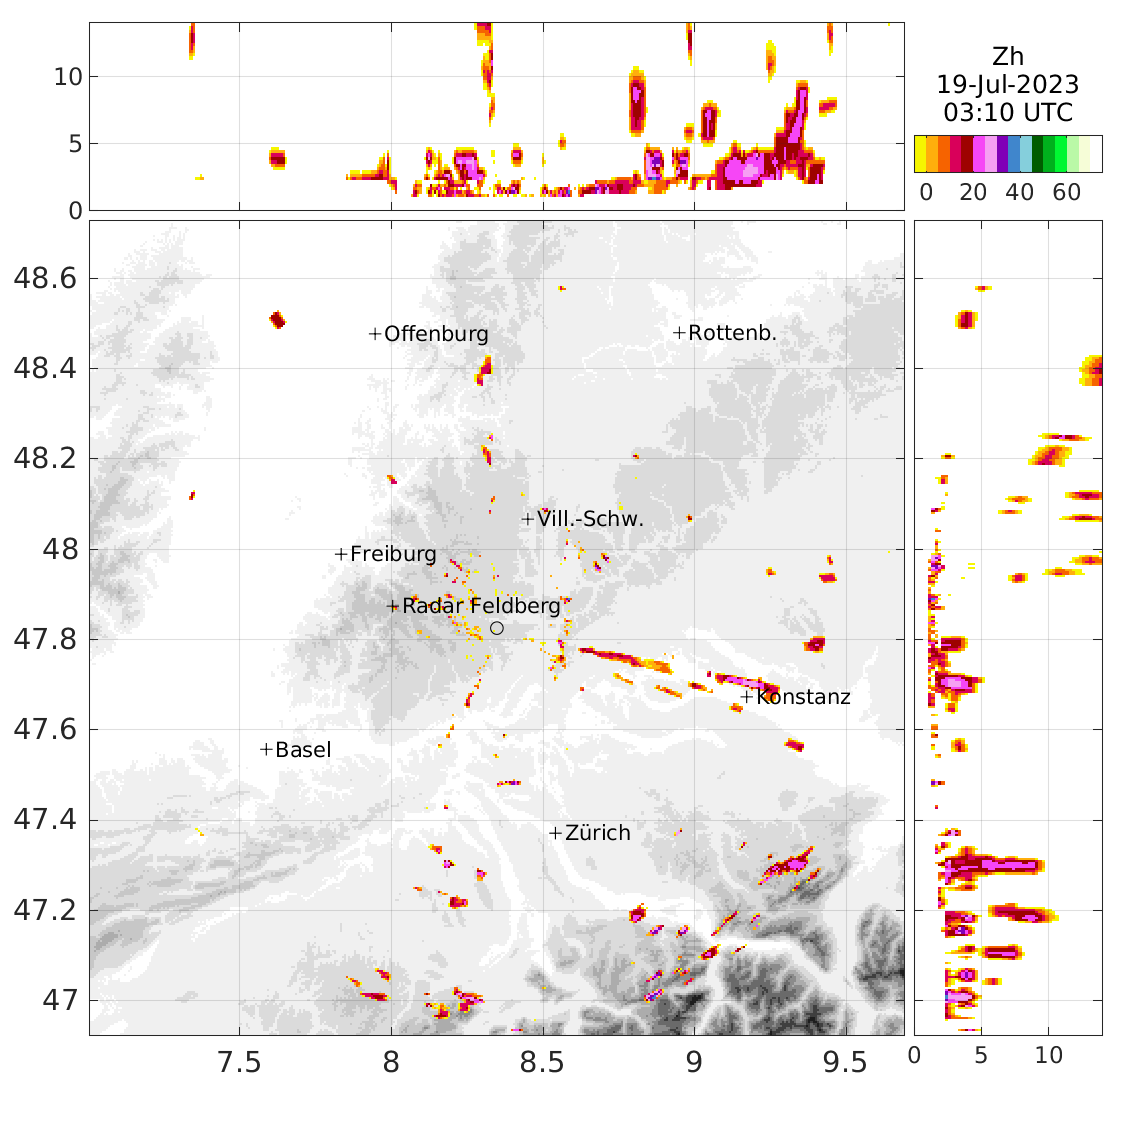 10
5
0
Zh
19-Jul-2023
03:10 UTC
0 20 40 60
48.6
48.4
48.2
48
47.8
47.6
47.4
47.2
47
+Offenburg
+Rottenb.
+Vill.-Schw.
+Freiburg
+Radar Feldberg
+Konstanz
+Basel
+Zürich
7.5 8 8.5 9 9.5
0 5 10